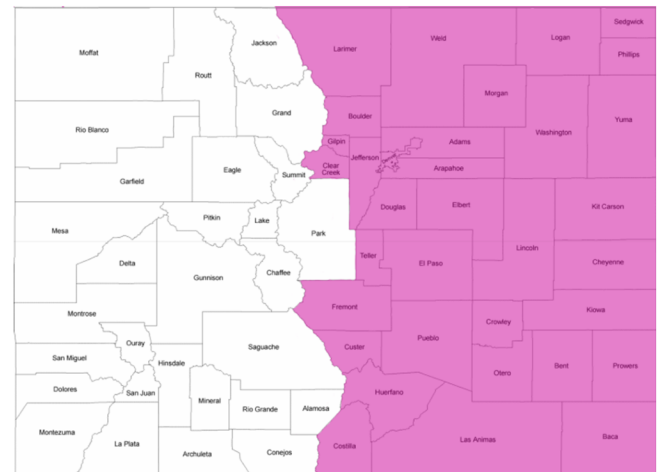 Moffat
Routt
Jackson
Larimer
Weld
Logan
Sedgwick
Phillips
Morgan
Grand
Boulder
Rio Blanco
Washington
Yuma
Gilpin
Jefferson
Adams
Clear
Creek
Arapahoe
Garfield
Eagle
Summit
Pitkin
Lake
Park
Douglas
Elbert
Kit Carson
Mesa
Lincoln
Teller
El Paso
Cheyenne
Delta
Gunnison
Chaffee
Fremont
Crowley
Kiowa
Montrose
Pueblo
Ouray
Saguache
Custer
San Miguel
Hinsdale
Otero
Bent
Prowers
Dolores
San Juan
Mineral
Rio Grande
Alamosa
Huerfano
Montezuma
La Plata
Archuleta
Conejos
Costilla
Las Animas
Baca